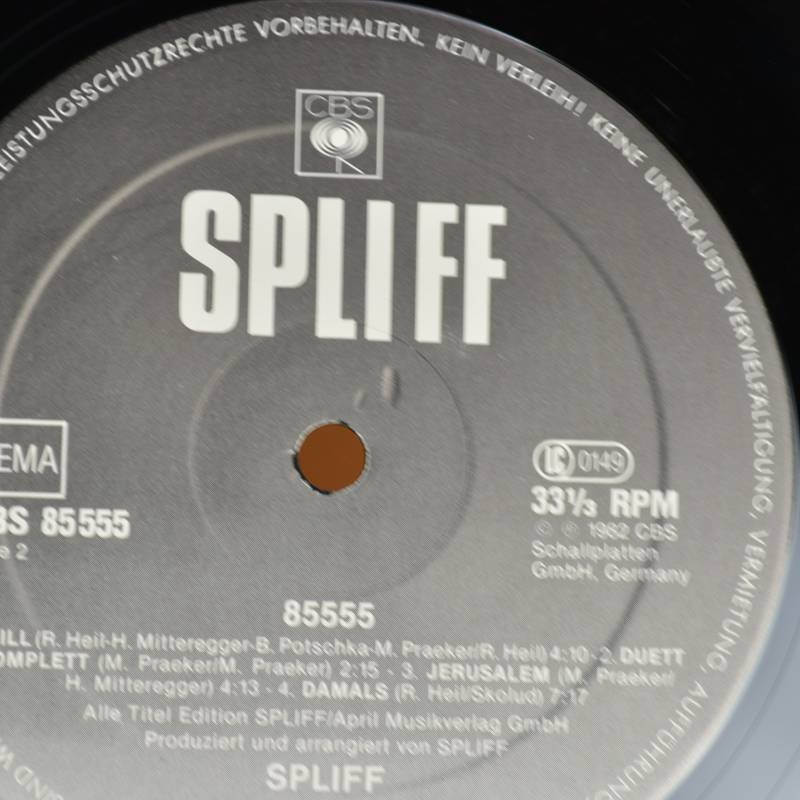 LEISTUNGSSCHUTZRECHTE VORBEHALTEN. KEIN VERLEIH! KEINE UNERLAUBTE VERVIELFÄLTIGUNG, VERMIETUNG, AUFFÜHRUNG,
CBS
SPLIFF
EMA
LC 0149
BS 85555
33⅓ RPM
e 2
© ℗ 1982 CBS
Schallplatten
GmbH, Germany
85555
ILL (R. Heil-H. Mitteregger-B. Potschka-M. Praeker/R. Heil) 4:10 - 2. DUETT
OMPLETT (M. Praeker/M. Praeker) 2:15 - 3. JERUSALEM (M. Praeker/
H. Mitteregger) 4:13 - 4. DAMALS (R. Heil/Skolud) 7:17
Alle Titel Edition SPLIFF/April Musikverlag GmbH
Produziert und arrangiert von SPLIFF
SPLIFF